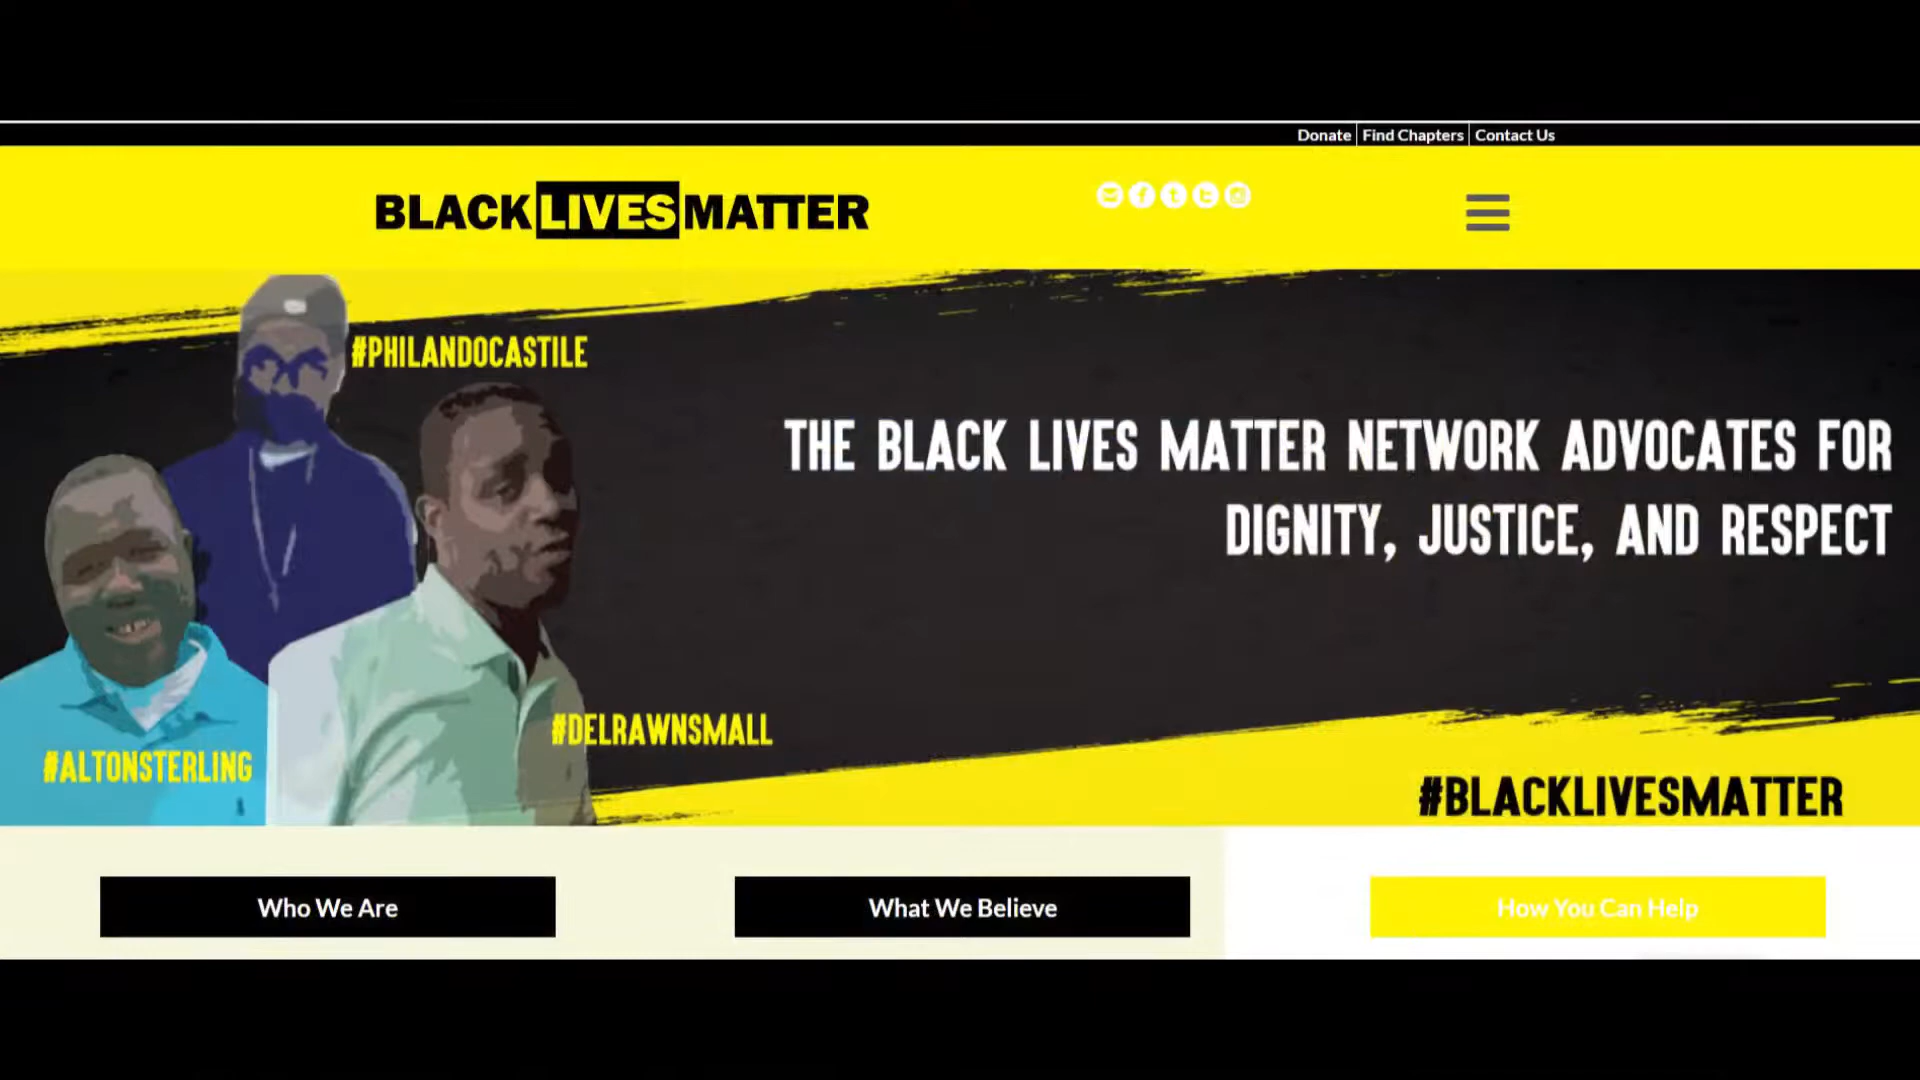 Donate Find Chapters Contact Us
BLACK LIVES MATTER
#PHILANDOCASTILE
THE BLACK LIVES MATTER NETWORK ADVOCATES FOR
DIGNITY, JUSTICE, AND RESPECT
#DELRAWNSMALL
#ALTONSTERLING
#BLACKLIVESMATTER
Who We Are
What We Believe
How You Can Help